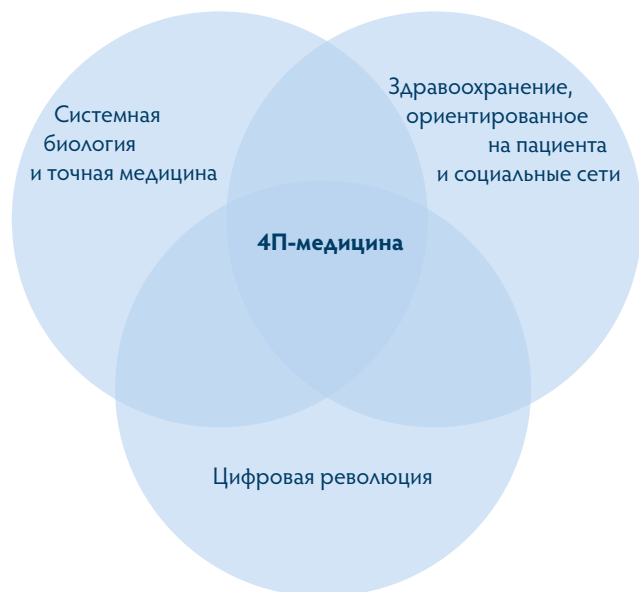 Системная
биология
и точная медицина
Здравоохранение,
ориентированное
на пациента
и социальные сети
4П-медицина
Цифровая революция